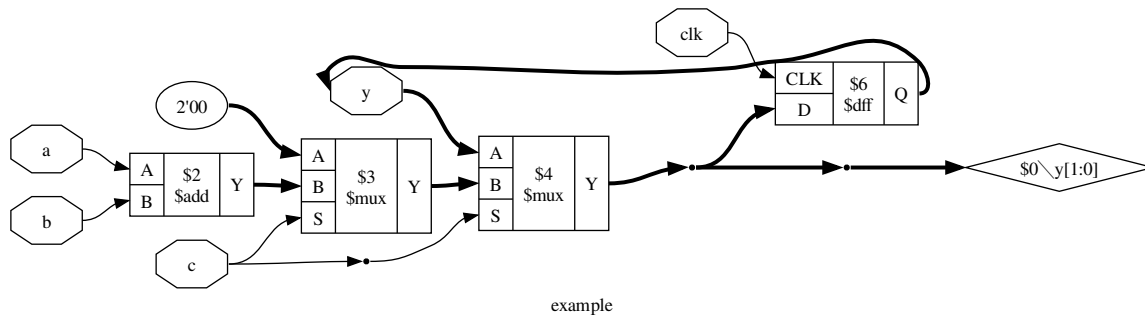 clk
y
CLK
D
$6
$dff
Q
2'00
a
b
A
B
$2
$add
Y
A
B
S
$3
$mux
Y
A
B
S
$4
$mux
Y
$0\y[1:0]
c
example